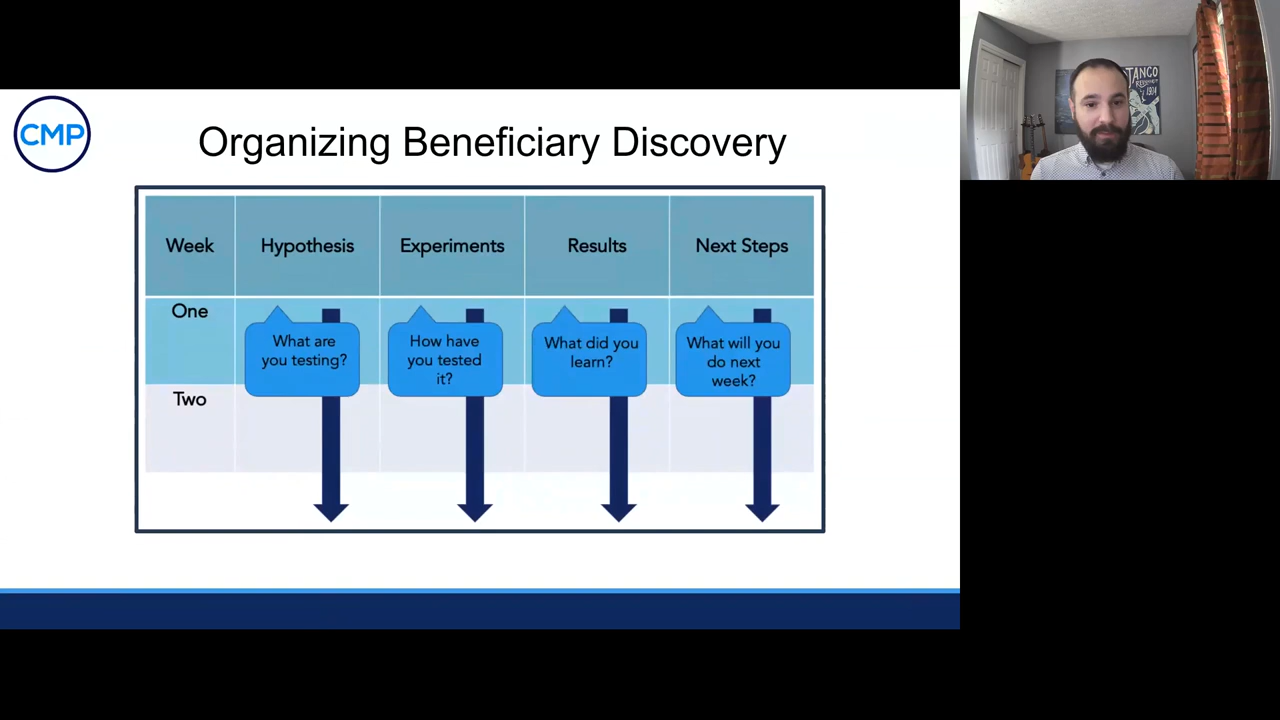 CMP
Organizing Beneficiary Discovery
Week
Hypothesis
Experiments
Results
Next Steps
One
What are
you testing?
How have
you tested
it?
What did you
learn?
What will you
do next
week?
Two
TANCO